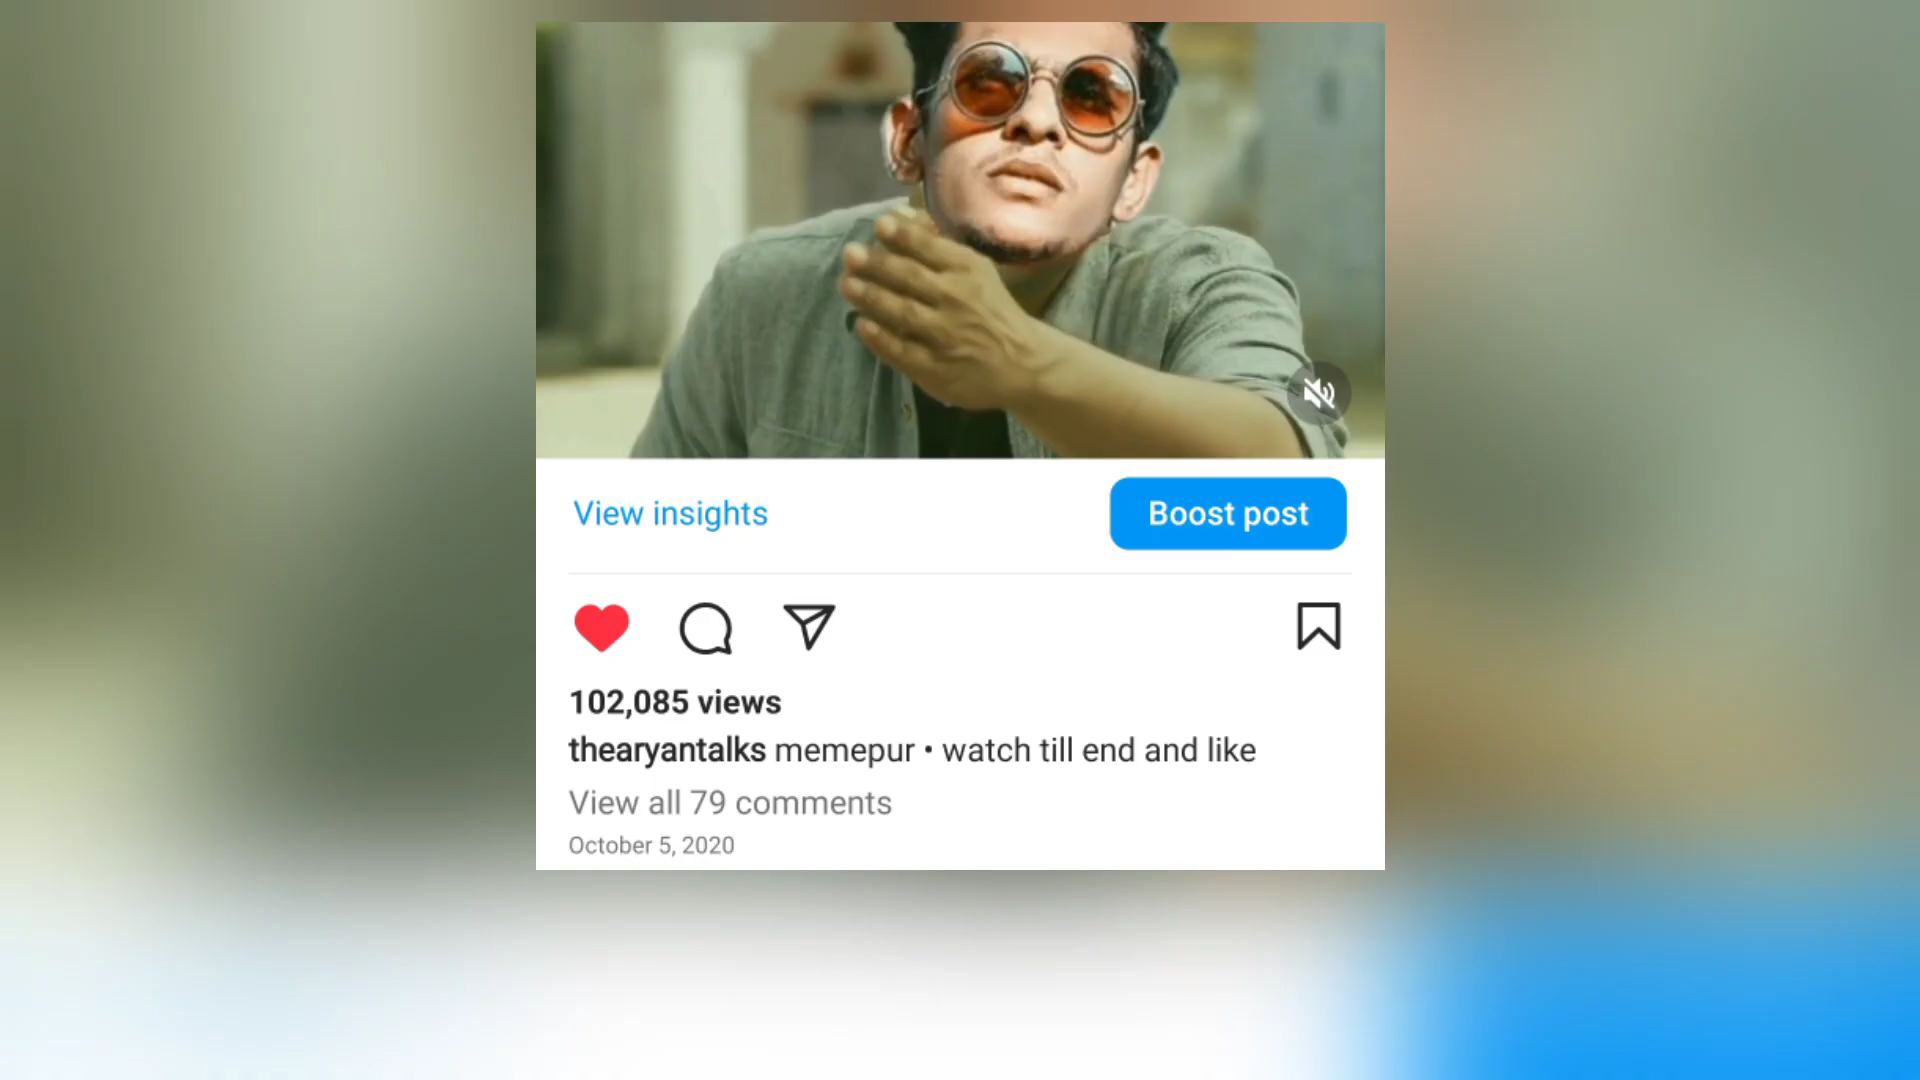 View insights
Boost post
102,085 views
thearyantalks memepur • watch till end and like
View all 79 comments
October 5, 2020